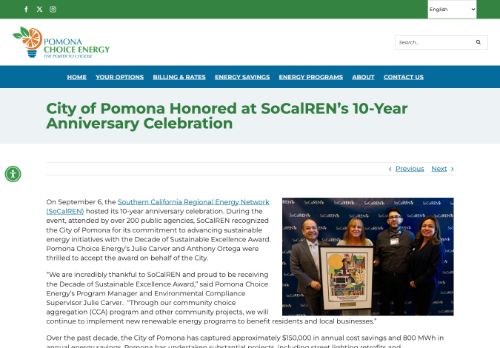 English
POMONA
CHOICE ENERGY
THE POWER TO CHOOSE
Search...
HOME YOUR OPTIONS BILLING & RATES ENERGY SAVINGS ENERGY PROGRAMS ABOUT CONTACT US
City of Pomona Honored at SoCalREN’s 10-Year
Anniversary Celebration
Previous Next
On September 6, the Southern California Regional Energy Network
(SoCalREN) hosted its 10-year anniversary celebration. During the
event, attended by over 200 public agencies, SoCalREN recognized
the City of Pomona for its commitment to advancing sustainable
energy initiatives with the Decade of Sustainable Excellence Award.
Pomona Choice Energy’s Julie Carver and Anthony Ortega were
thrilled to accept the award on behalf of the City.
“We are incredibly thankful to SoCalREN and proud to be receiving
the Decade of Sustainable Excellence Award,” said Pomona Choice
Energy’s Program Manager and Environmental Compliance
Supervisor Julie Carver. “Through our community choice
aggregation (CCA) program and other community projects, we will
continue to implement new renewable energy programs to benefit residents and local businesses.”
Over the past decade, the City of Pomona has captured approximately $150,000 in annual cost savings and 800 MWh in
annual energy savings. Pomona has undertaken substantial projects, including street lighting retrofits and